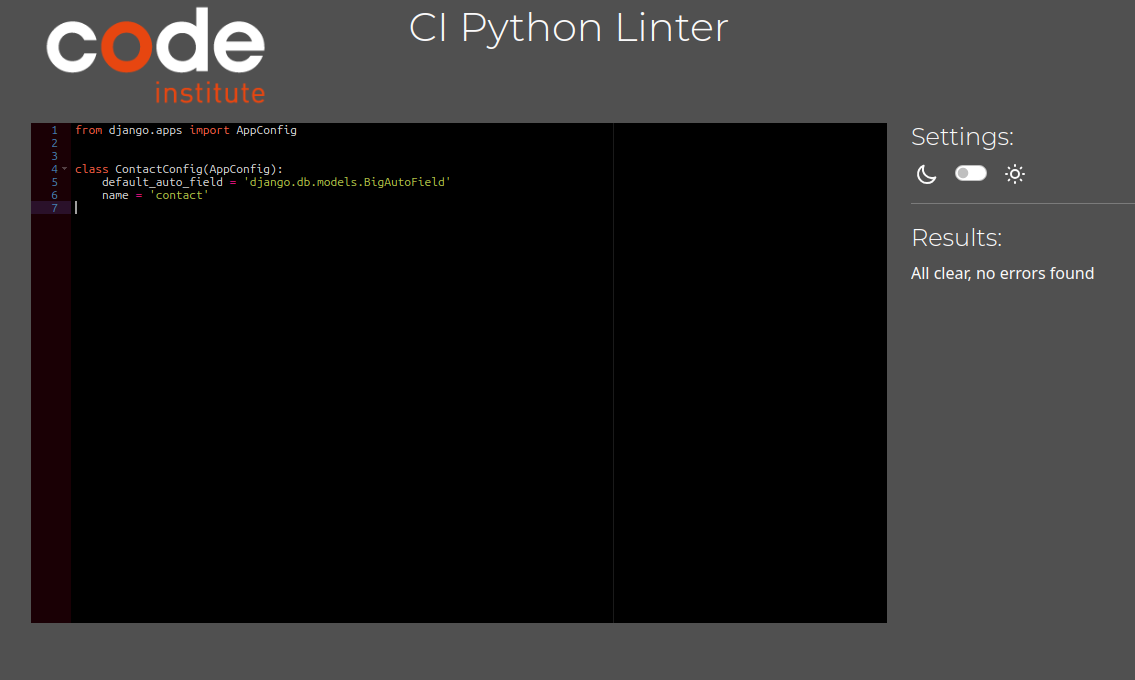 code
institute
CI Python Linter
1 from django.apps import AppConfig
2
3
4 class ContactConfig(AppConfig):
5     default_auto_field = 'django.db.models.BigAutoField'
6     name = 'contact'
7
Settings:
Results:
All clear, no errors found